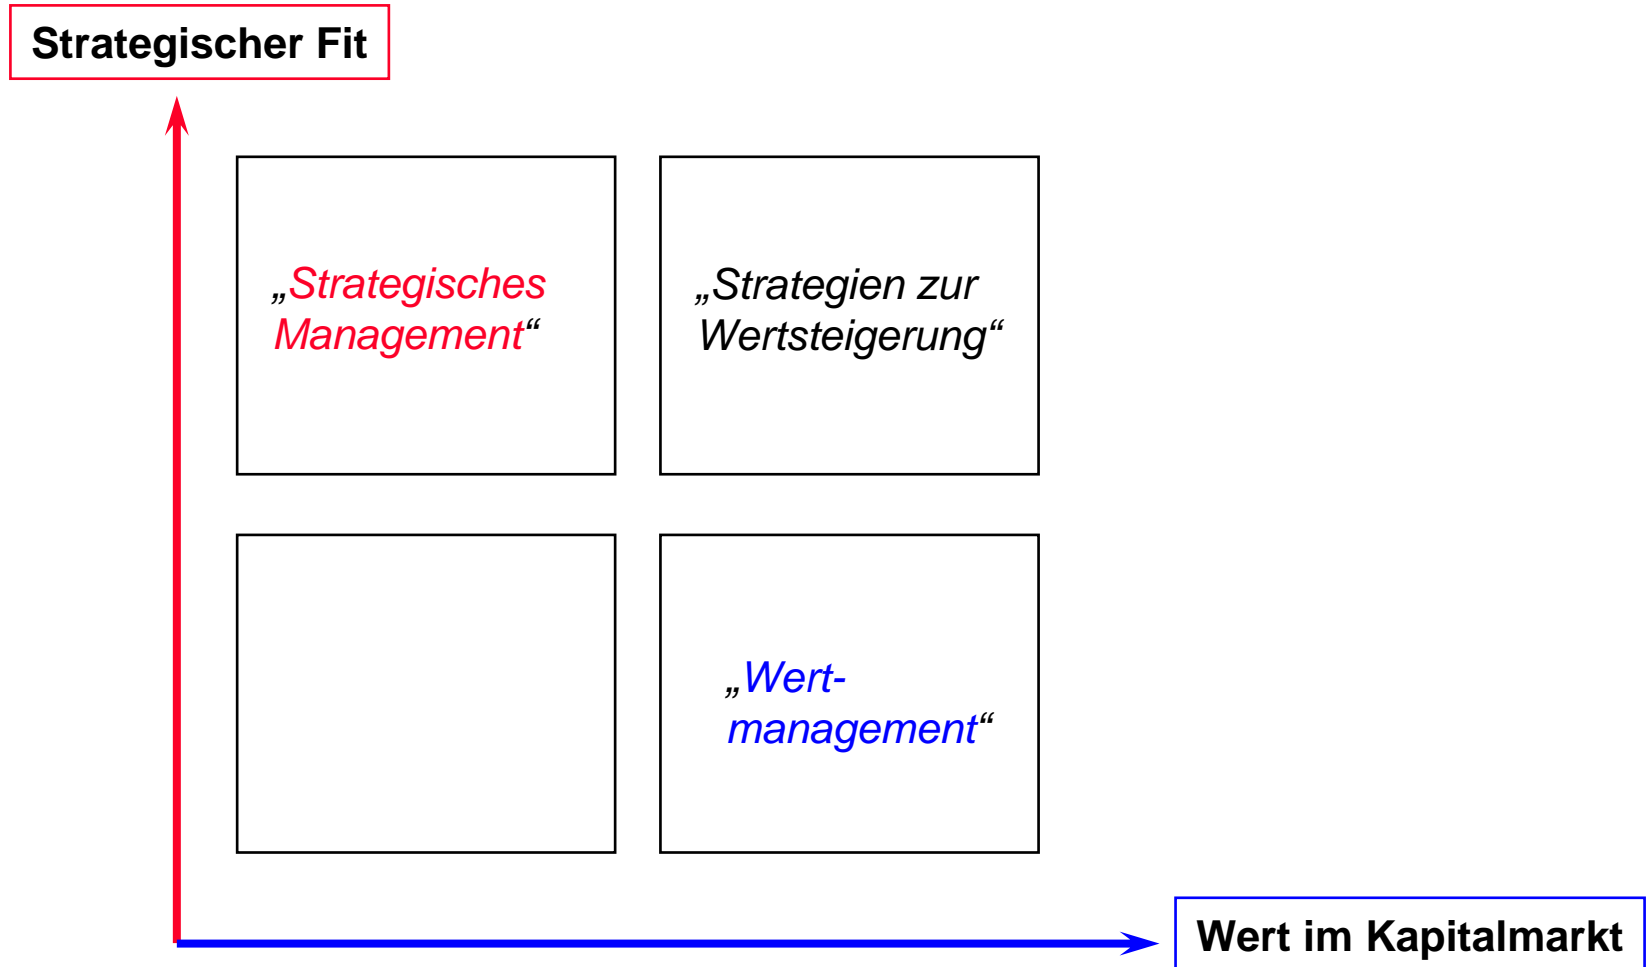 Strategischer Fit
„Strategisches
Management“
„Strategien zur
Wertsteigerung“
„Wert-
management“
Wert im Kapitalmarkt